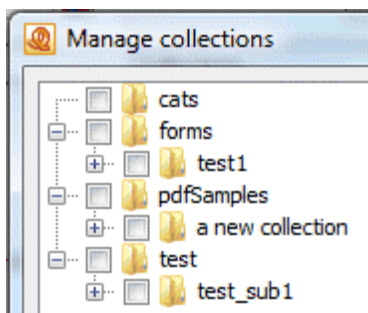 Manage collections
cats
forms
test1
pdfSamples
a new collection
test
test_sub1